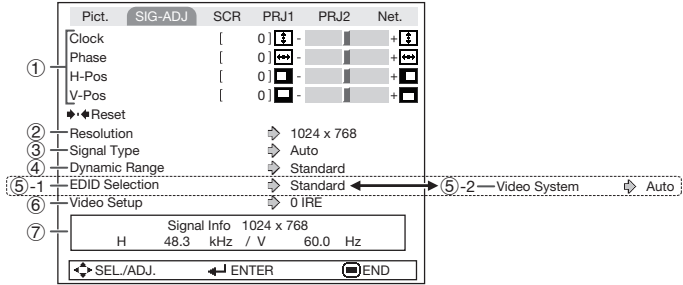 Pict. SIG-ADJ SCR PRJ1 PRJ2 Net.
① Clock [ 0] - +
Phase [ 0] - +
H-Pos [ 0] - +
V-Pos [ 0] - +
Reset
② Resolution 1024 x 768
③ Signal Type Auto
④ Dynamic Range Standard
⑤-1 EDID Selection Standard ⑤-2 Video System Auto
⑥ Video Setup 0 IRE
⑦ Signal Info 1024 x 768
H 48.3 kHz / V 60.0 Hz
SEL./ADJ. ENTER END